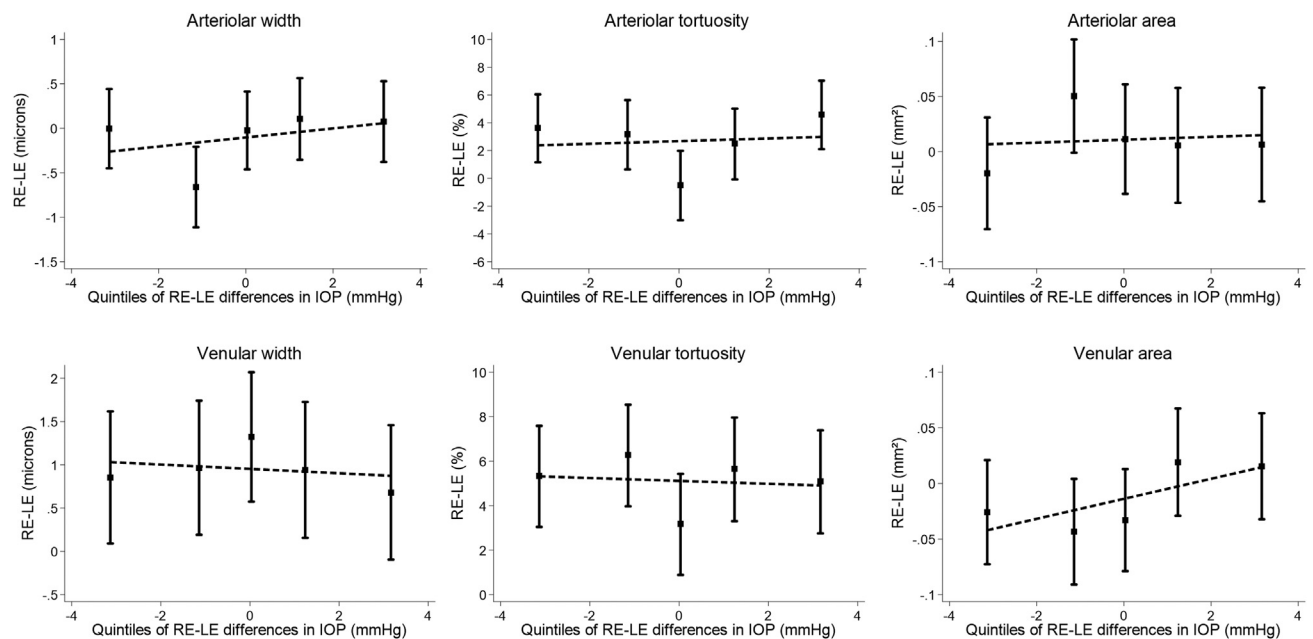 Arteriolar width
1
.5
0
-.5
-1
-1.5
RE-LE (microns)
-4 -2 0 2 4
Quintiles of RE-LE differences in IOP (mmHg)
Arteriolar tortuosity
10
8
6
4
2
0
-2
-4
-6
RE-LE (%)
-4 -2 0 2 4
Quintiles of RE-LE differences in IOP (mmHg)
Arteriolar area
.1
.05
0
-.05
-.1
RE-LE (mm²)
-4 -2 0 2 4
Quintiles of RE-LE differences in IOP (mmHg)
Venular width
2
1.5
1
.5
0
-.5
RE-LE (microns)
-4 -2 0 2 4
Quintiles of RE-LE differences in IOP (mmHg)
Venular tortuosity
10
8
6
4
2
0
RE-LE (%)
-4 -2 0 2 4
Quintiles of RE-LE differences in IOP (mmHg)
Venular area
.1
.05
0
-.05
-.1
RE-LE (mm²)
-4 -2 0 2 4
Quintiles of RE-LE differences in IOP (mmHg)